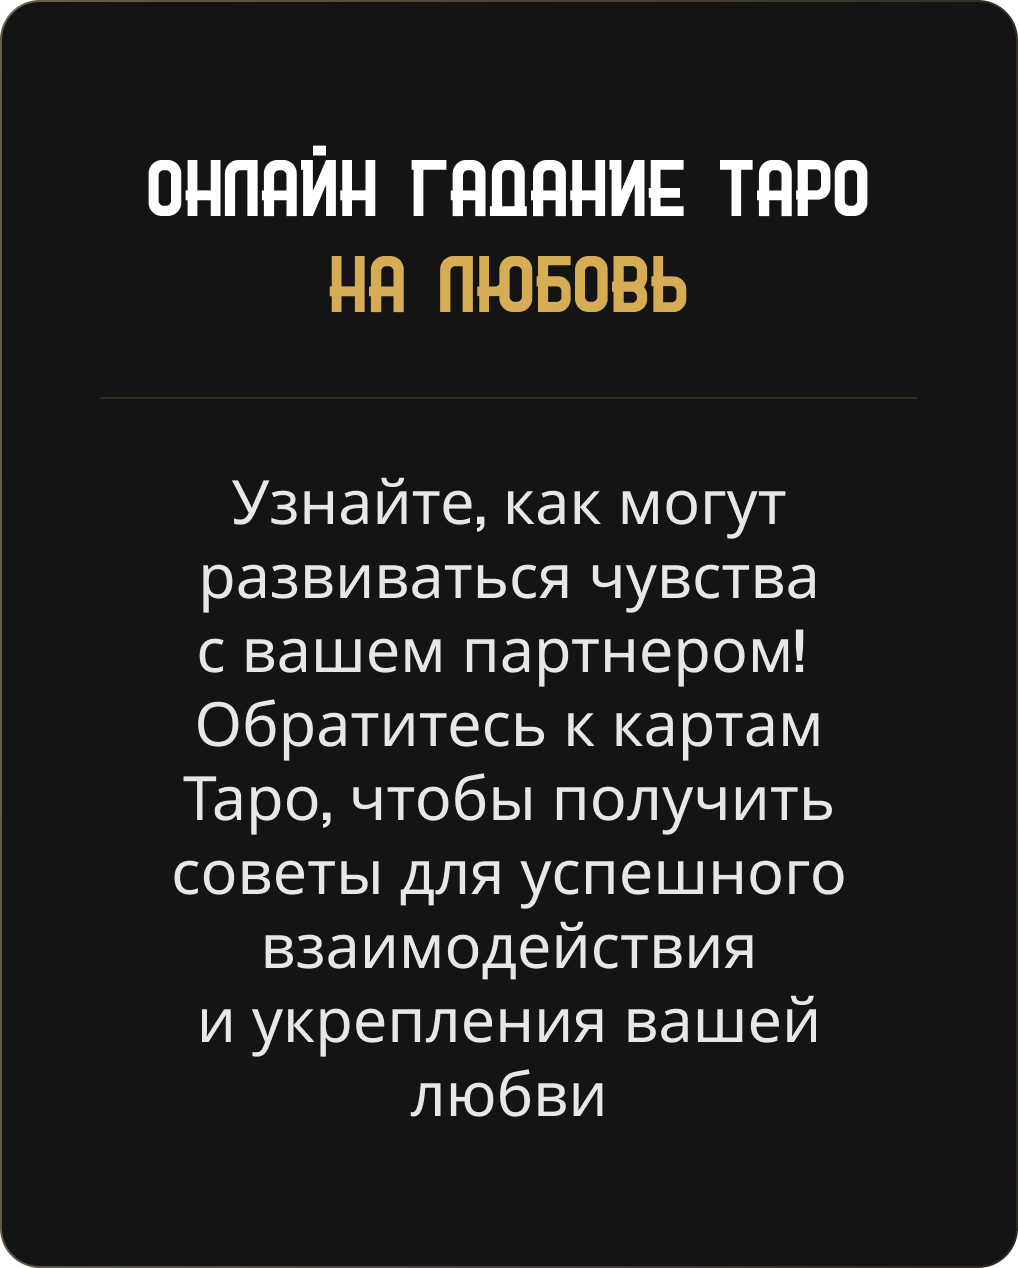 ОНЛАЙН ГАДАНИЕ ТАРО
НА ЛЮБОВЬ
Узнайте, как могут
развиваться чувства
с вашем партнером!
Обратитесь к картам
Таро, чтобы получить
советы для успешного
взаимодействия
и укрепления вашей
любви